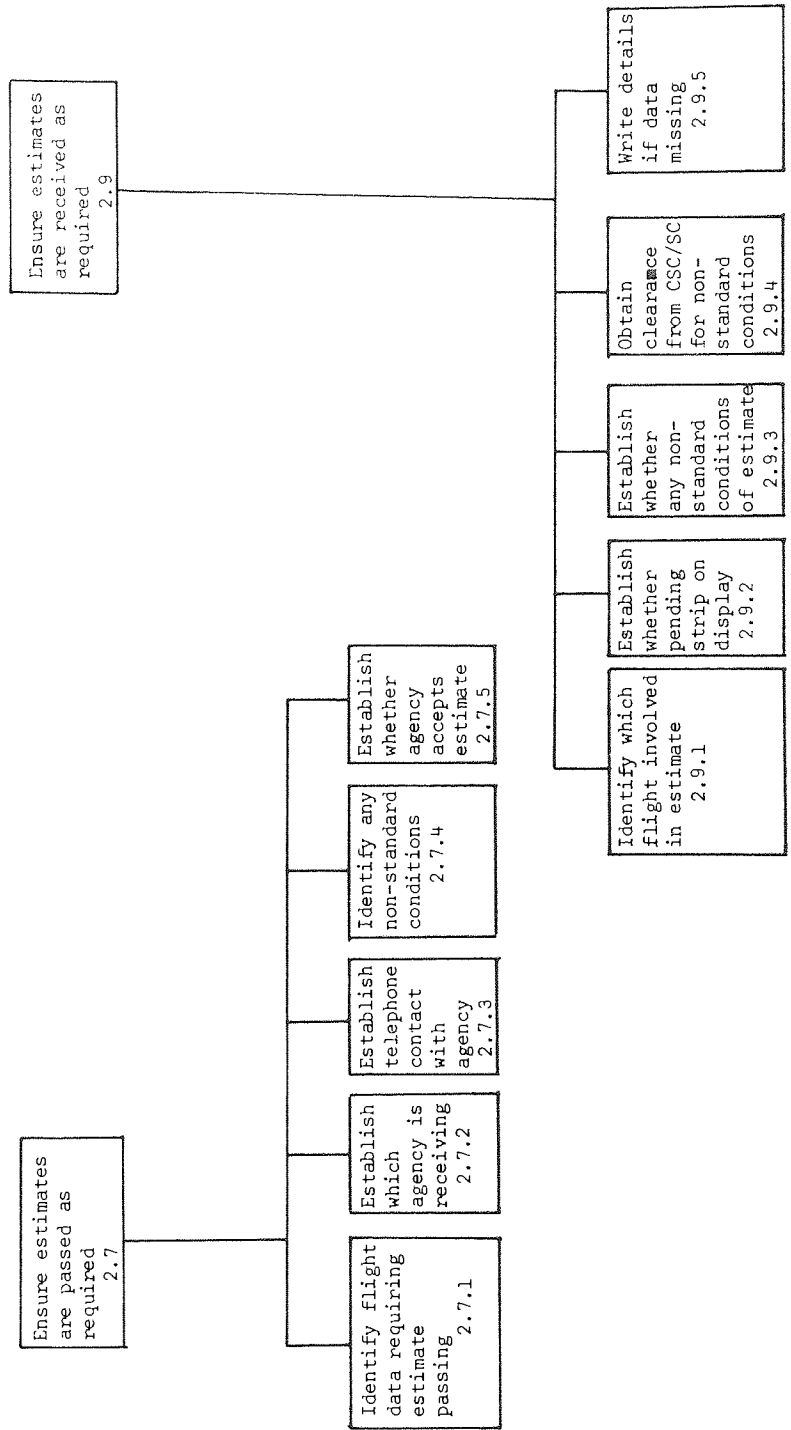 Ensure estimates
are passed as
required
2.7
Identify flight
data requiring
estimate
passing
2.7.1
Establish
which
agency is
receiving
2.7.2
Establish
telephone
contact
with
agency
2.7.3
Identify any
non-standard
conditions
2.7.4
Establish
whether
agency
accepts
estimate
2.7.5
Ensure estimates
are received as
required
2.9
Identify which
flight involved
in estimate
2.9.1
Establish
whether
pending
strip on
display
2.9.2
Establish
whether
any non-
standard
conditions
of estimate
2.9.3
Obtain
clearance
from CSC/SC
for non-
standard
conditions
2.9.4
Write details
if data
missing
2.9.5